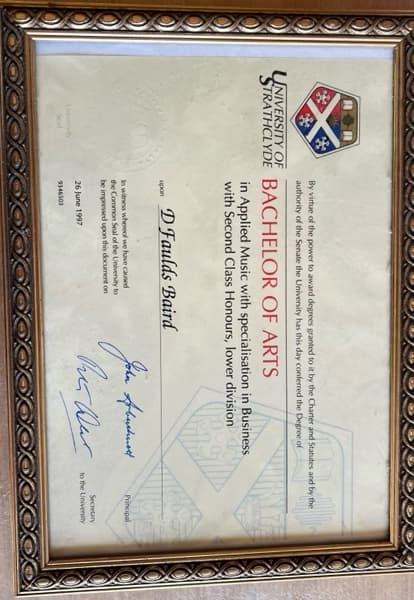 UNIVERSITY OF
STRATHCLYDE
By virtue of the power to award degrees granted to it by the Charter and Statutes and by the
authority of the Senate the University has this day conferred the Degree of
BACHELOR OF ARTS
in Applied Music with specialisation in Business
with Second Class Honours, lower division
upon
D Faulds Baird
In witness whereof we have caused
the Common Seal of the University to
be impressed upon this document on
26 June 1997
9346503
John
Principal
Peter West
Secretary
to the University